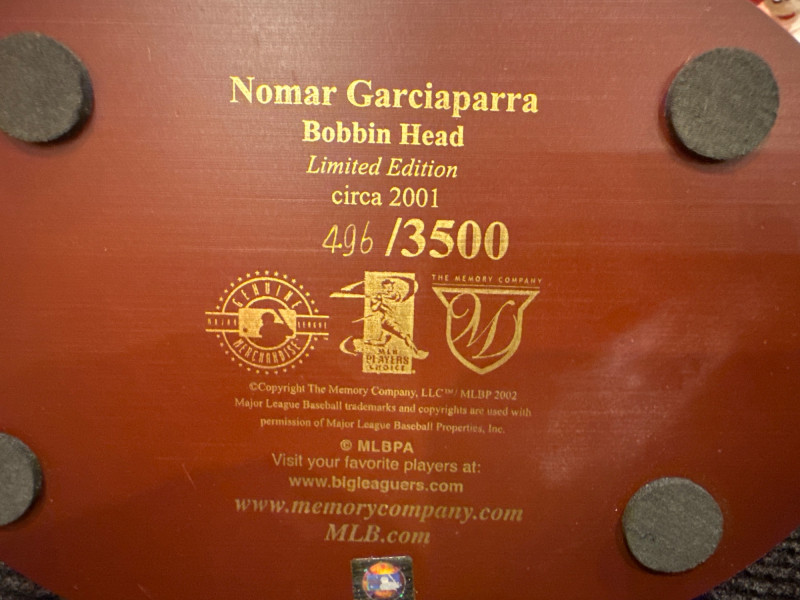 Nomar Garciaparra
Bobbin Head
Limited Edition
circa 2001
496 /3500
GENUINE
MAJOR LEAGUE
MERCHANDISE
MLB
PLAYERS
CHOICE
THE MEMORY COMPANY
M
©Copyright The Memory Company, LLC™/ MLBP 2002
Major League Baseball trademarks and copyrights are used with
permission of Major League Baseball Properties, Inc.
© MLBPA
Visit your favorite players at:
www.bigleaguers.com
www.memorycompany.com
MLB.com